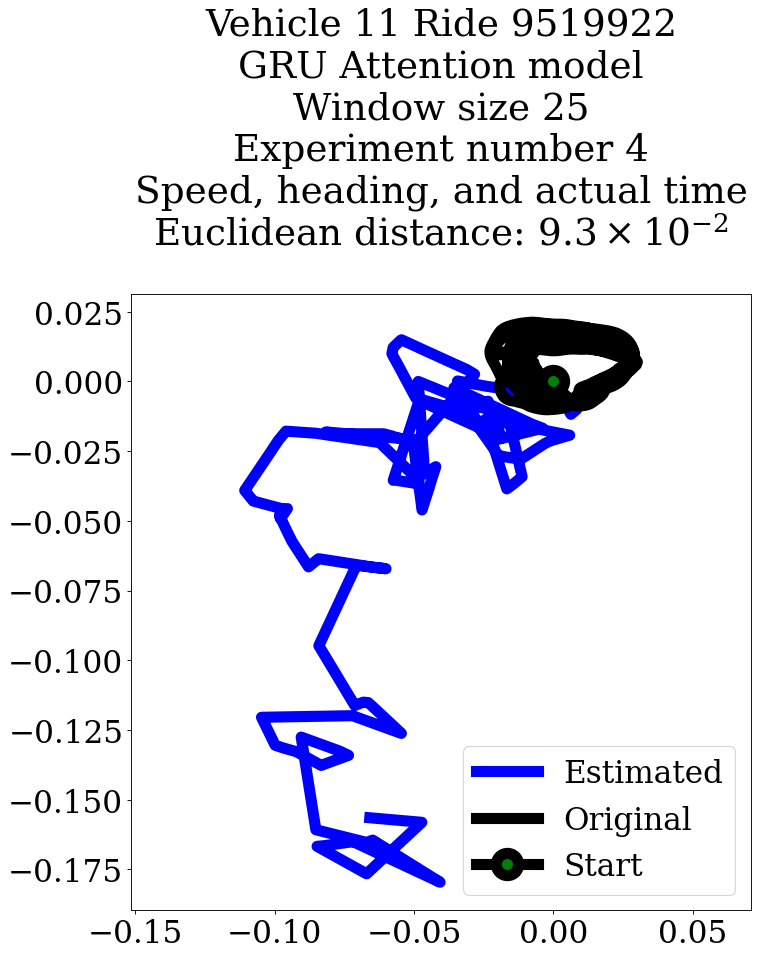 Vehicle 11 Ride 9519922
GRU Attention model
Window size 25
Experiment number 4
Speed, heading, and actual time
Euclidean distance: 9.3 × 10⁻²
0.025
0.000
−0.025
−0.050
−0.075
−0.100
−0.125
−0.150
−0.175
Estimated
Original
Start
−0.15
−0.10
−0.05
0.00
0.05